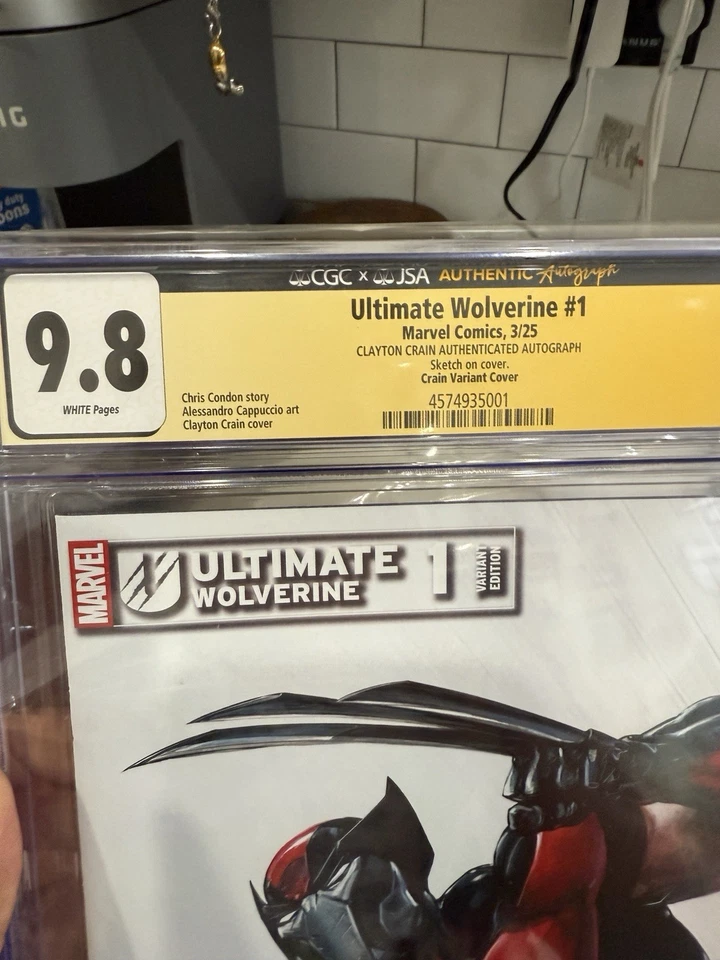 NG
duty
CGC x JSA AUTHENTIC Autograph
9.8
WHITE Pages
Ultimate Wolverine #1
Marvel Comics, 3/25
CLAYTON CRAIN AUTHENTICATED AUTOGRAPH
Sketch on cover.
Crain Variant Cover
4574935001
Chris Condon story
Alessandro Cappuccio art
Clayton Crain cover
MARVEL
ULTIMATE
WOLVERINE
1
VARIANT
EDITION